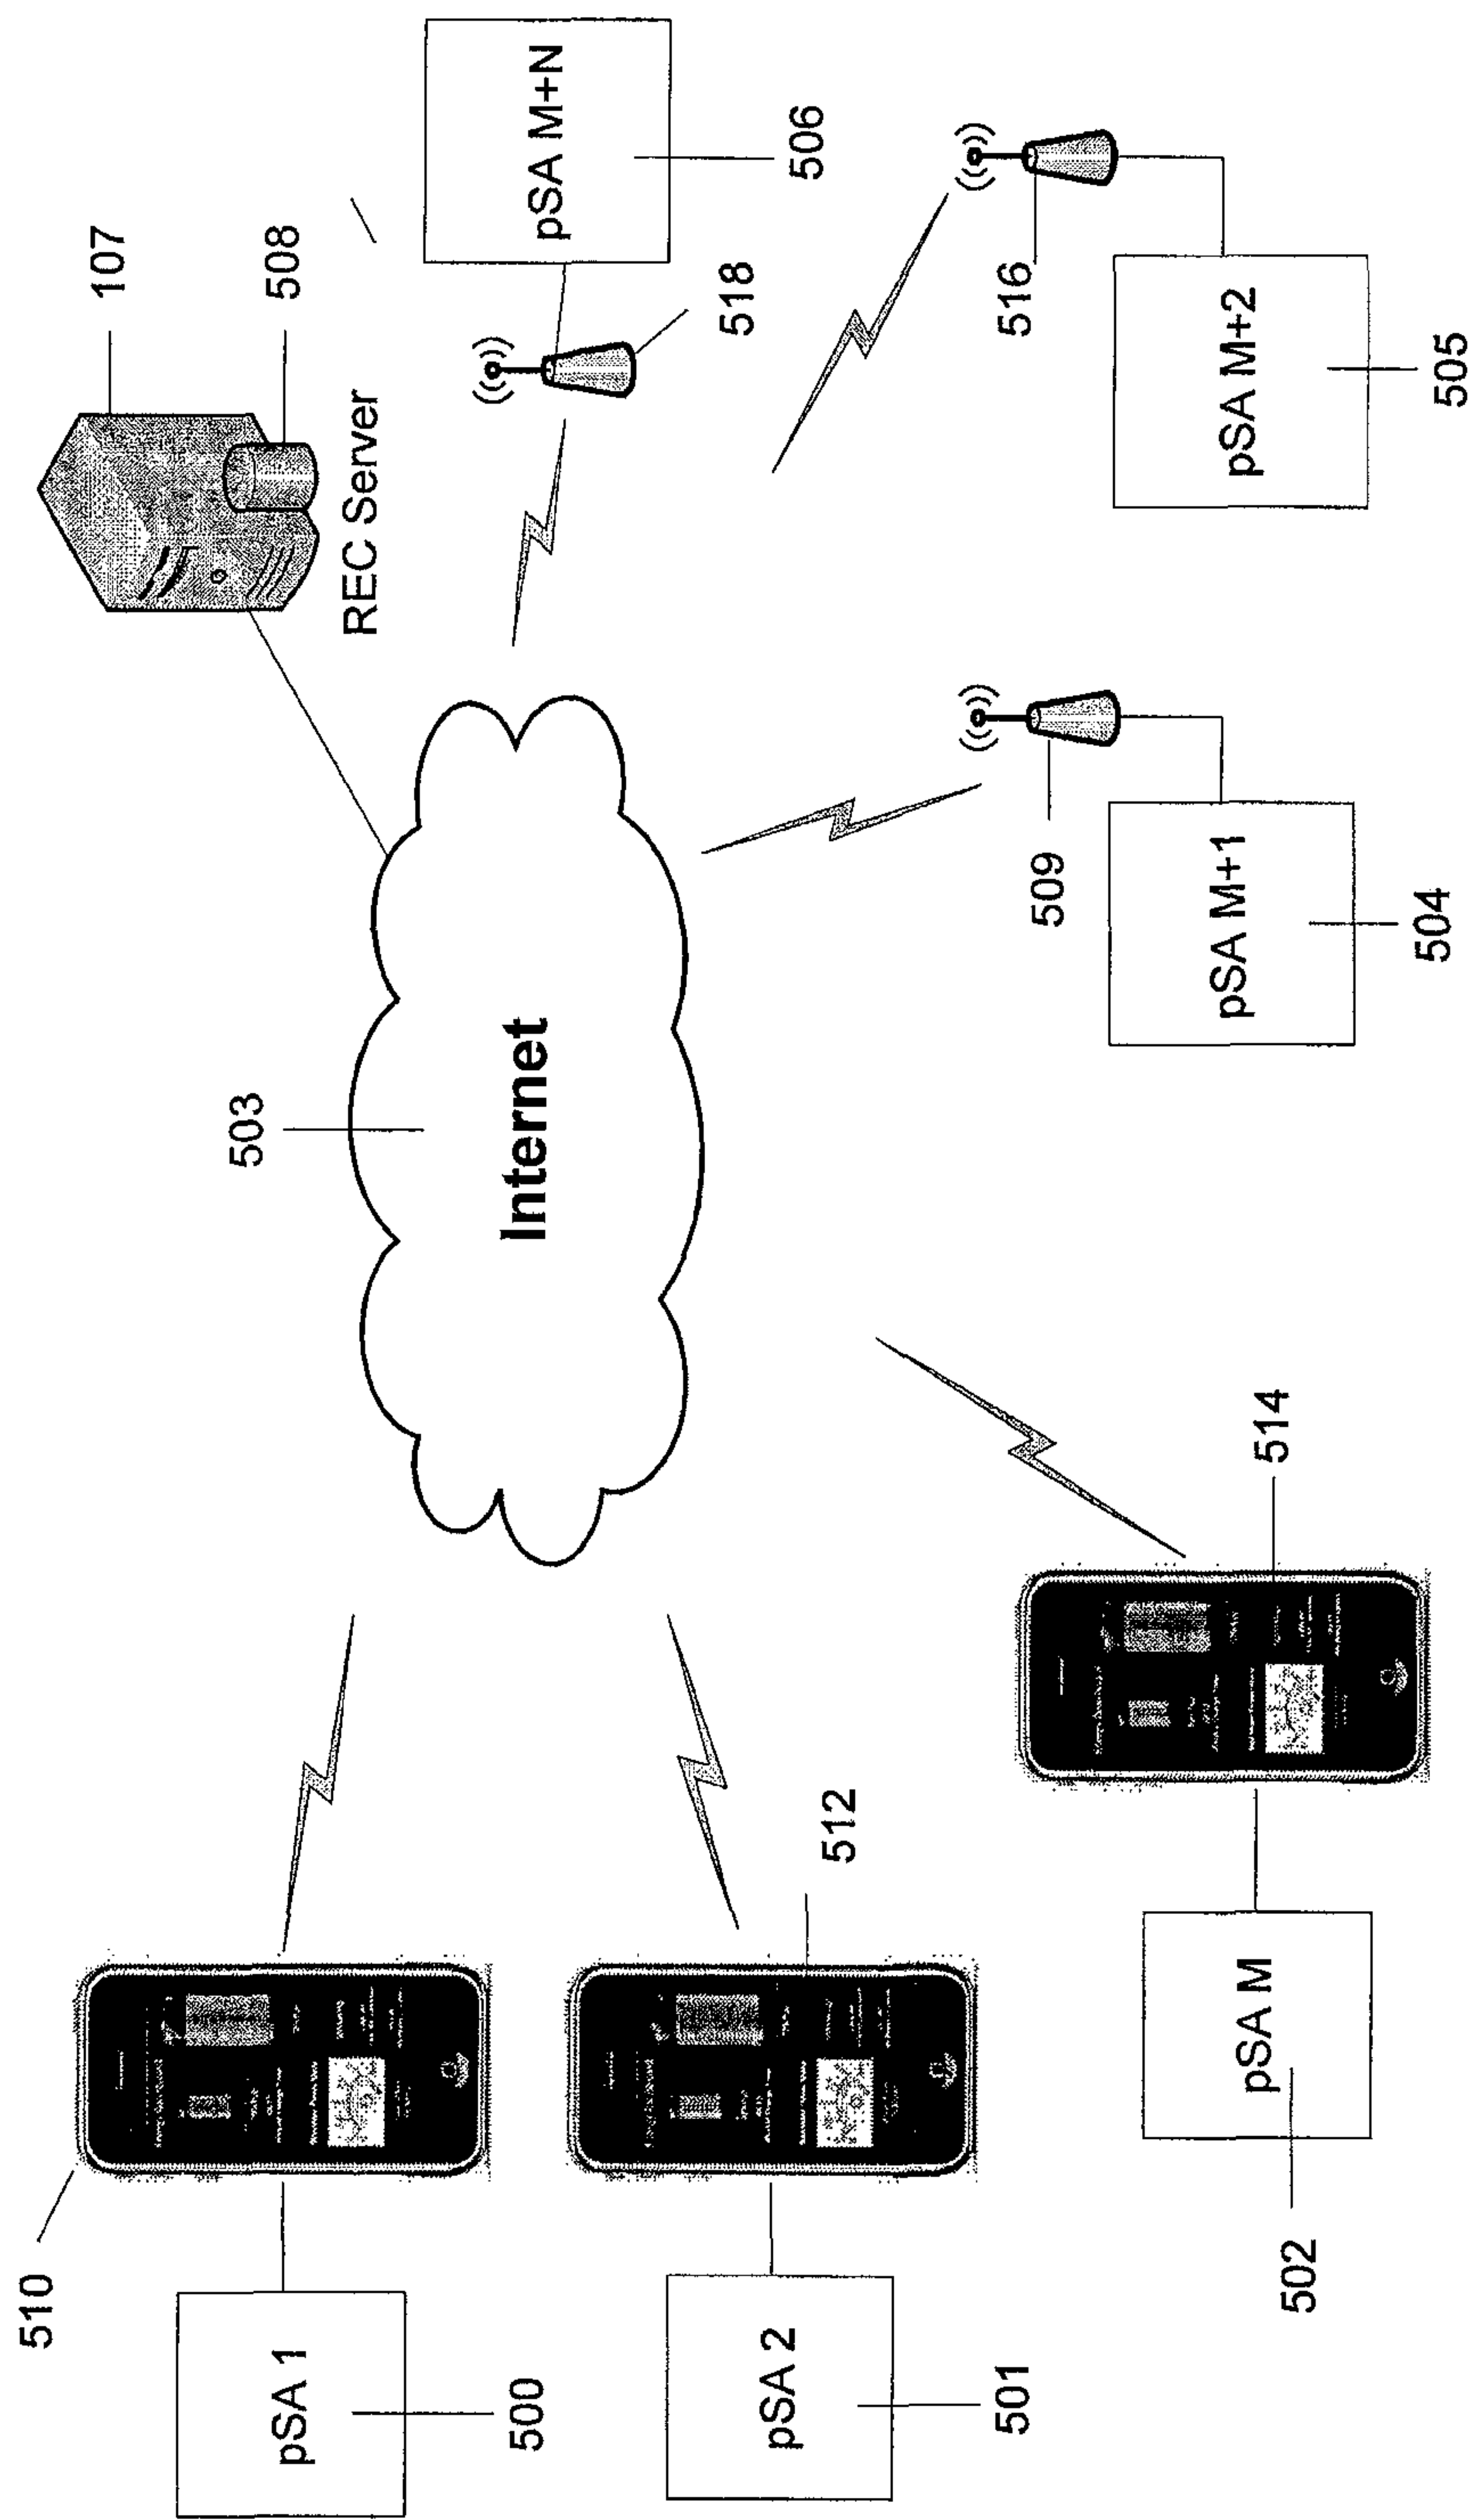 510
pSA 1
500
pSA 2
501
512
pSA M
502
514
503
Internet
107
508
REC Server
pSA M+N
506
518
509
pSA M+1
504
516
pSA M+2
505